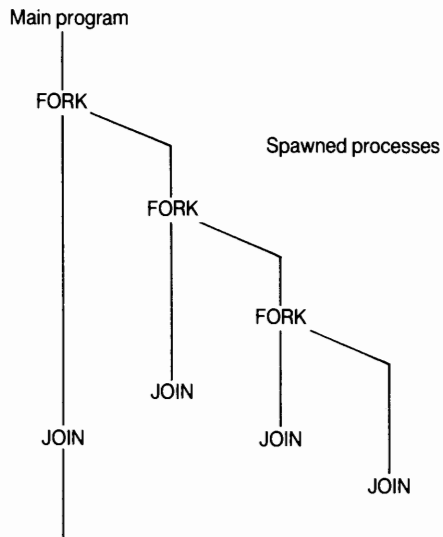 Main program
FORK
Spawned processes
FORK
FORK
JOIN
JOIN
JOIN
JOIN